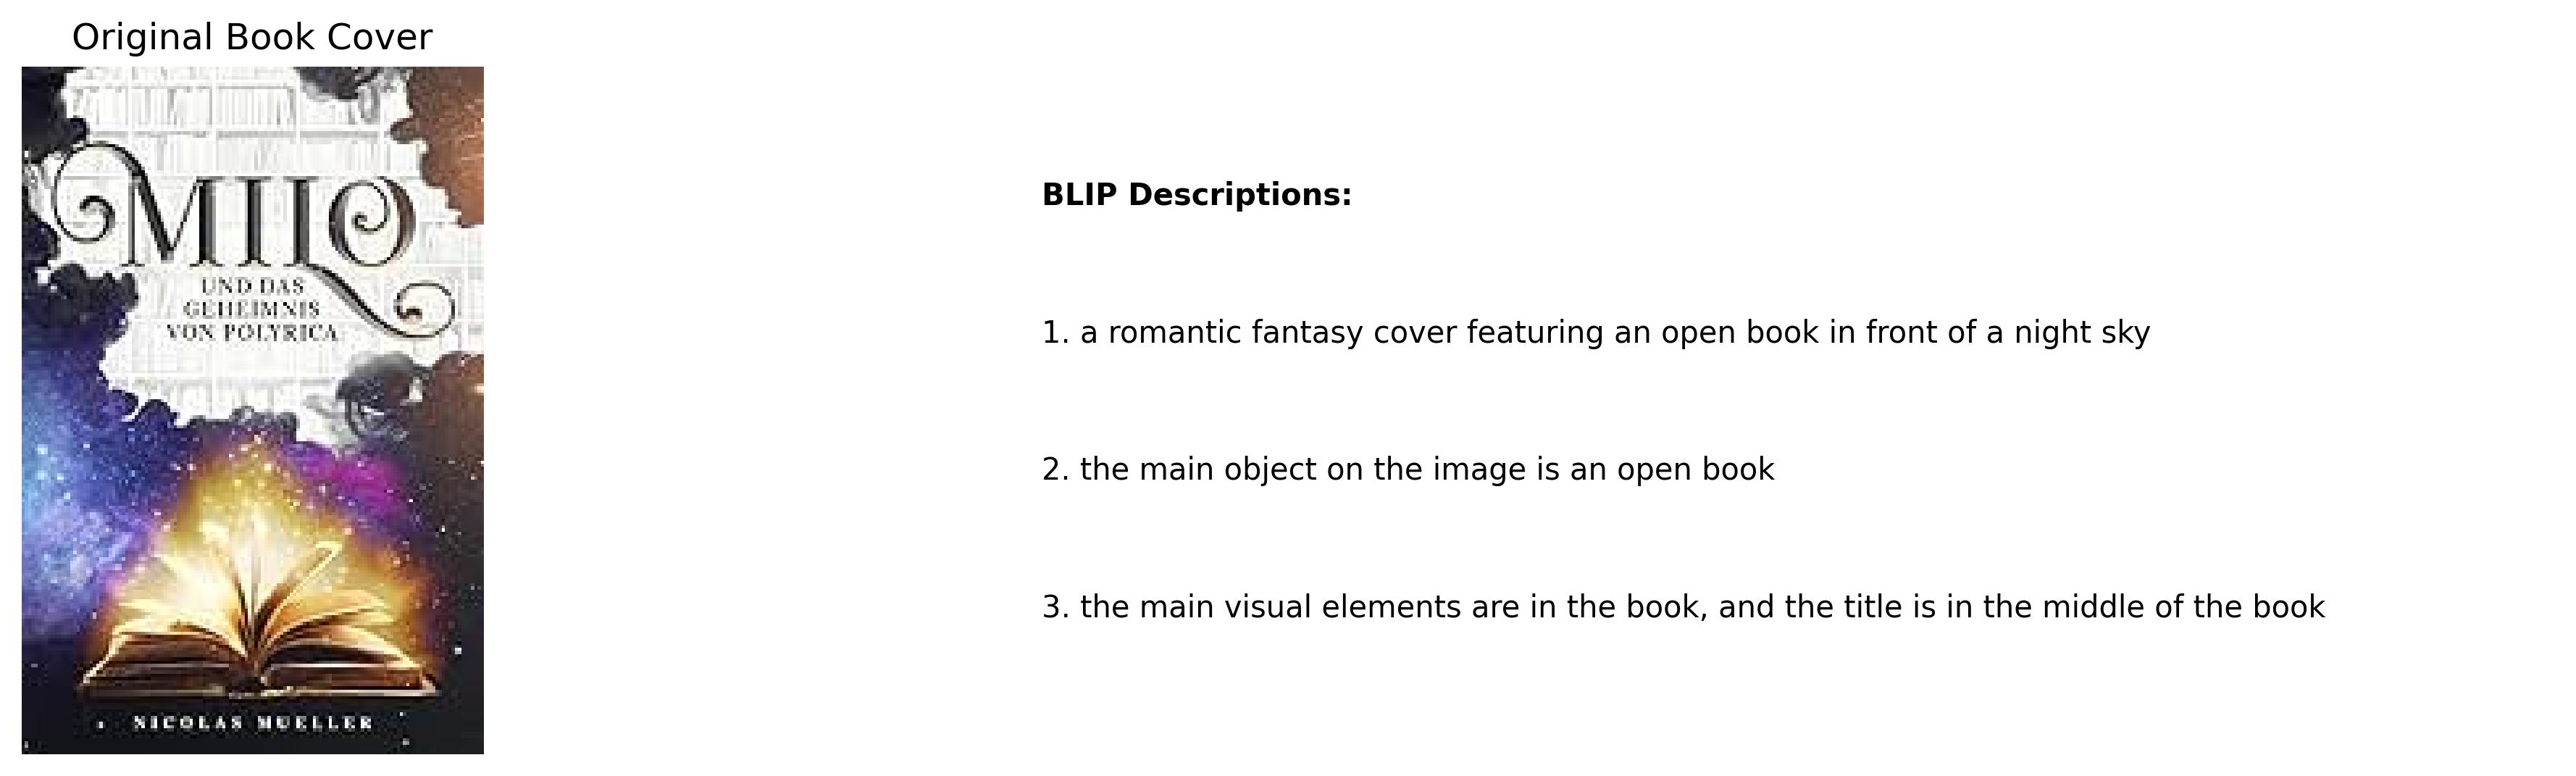 Original Book Cover
MILO
UND DAS
GEHEIMNIS
VON POLYRICA
NICOLAS MUELLER
BLIP Descriptions:
1. a romantic fantasy cover featuring an open book in front of a night sky
2. the main object on the image is an open book
3. the main visual elements are in the book, and the title is in the middle of the book